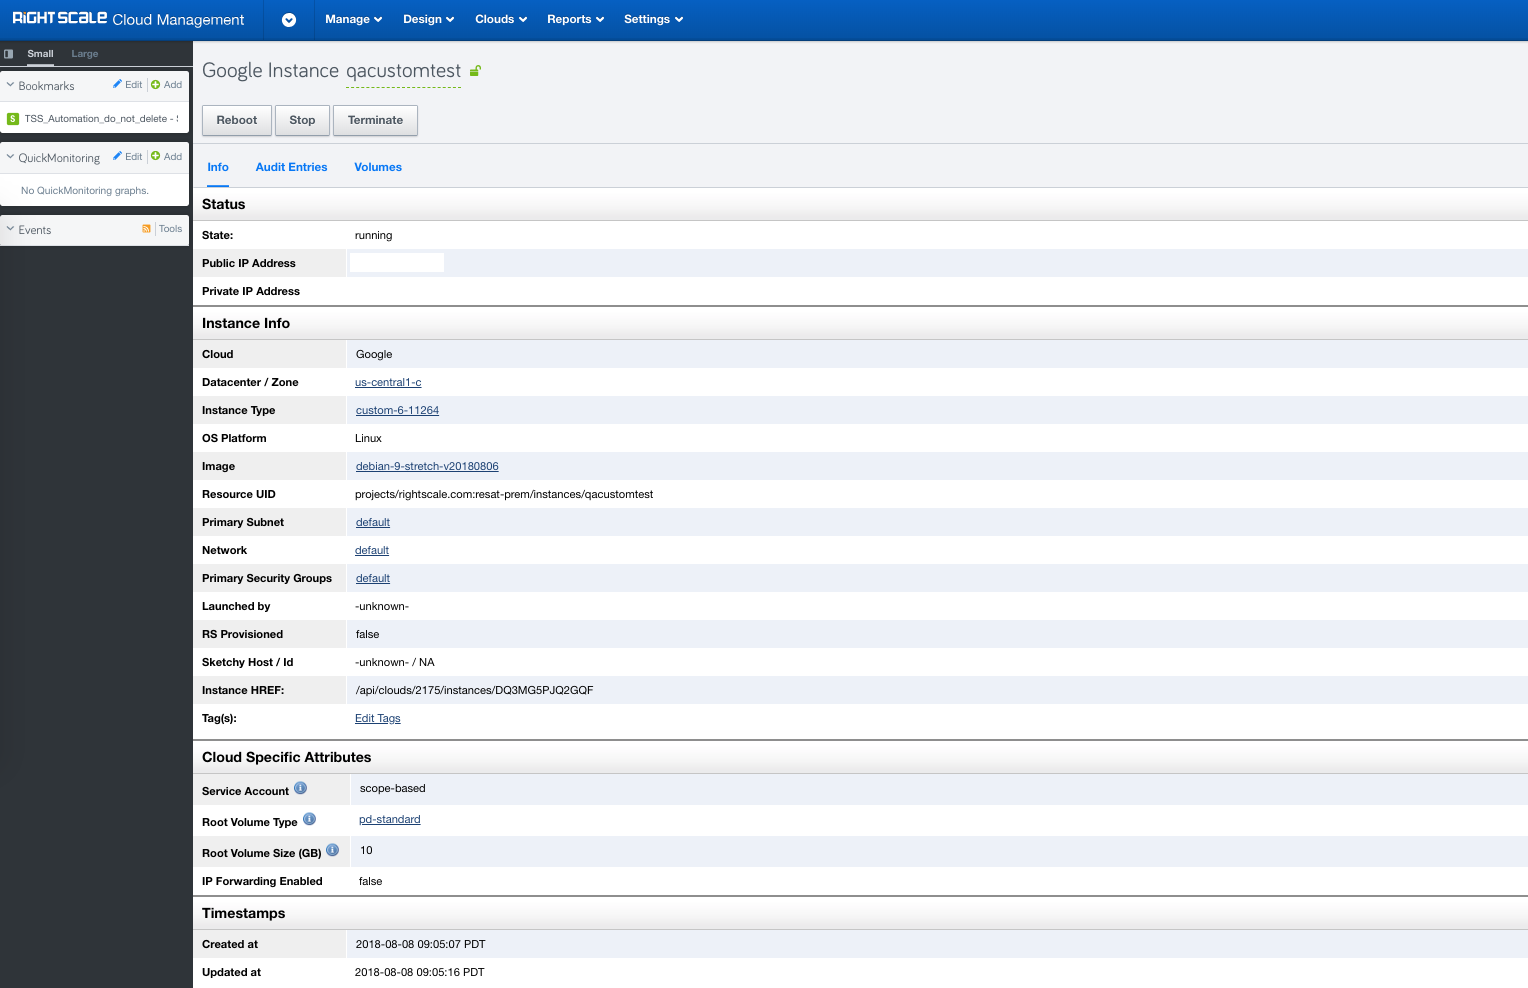 RIGHTSCALE Cloud Management Manage Design Clouds Reports Settings
Small Large
Bookmarks Edit Add
TSS_Automation_do_not_delete -
QuickMonitoring Edit Add
No QuickMonitoring graphs.
Events Tools
Google Instance qacustomtest
Reboot Stop Terminate
Info Audit Entries Volumes
Status
State: running
Public IP Address
Private IP Address
Instance Info
Cloud Google
Datacenter / Zone us-central1-c
Instance Type custom-6-11264
OS Platform Linux
Image debian-9-stretch-v20180806
Resource UID projects/rightscale.com:resat-prem/instances/qacustomtest
Primary Subnet default
Network default
Primary Security Groups default
Launched by -unknown-
RS Provisioned false
Sketchy Host / Id -unknown- / NA
Instance HREF: /api/clouds/2175/instances/DQ3MG5PJQ2GQF
Tag(s): Edit Tags
Cloud Specific Attributes
Service Account scope-based
Root Volume Type pd-standard
Root Volume Size (GB) 10
IP Forwarding Enabled false
Timestamps
Created at 2018-08-08 09:05:07 PDT
Updated at 2018-08-08 09:05:16 PDT